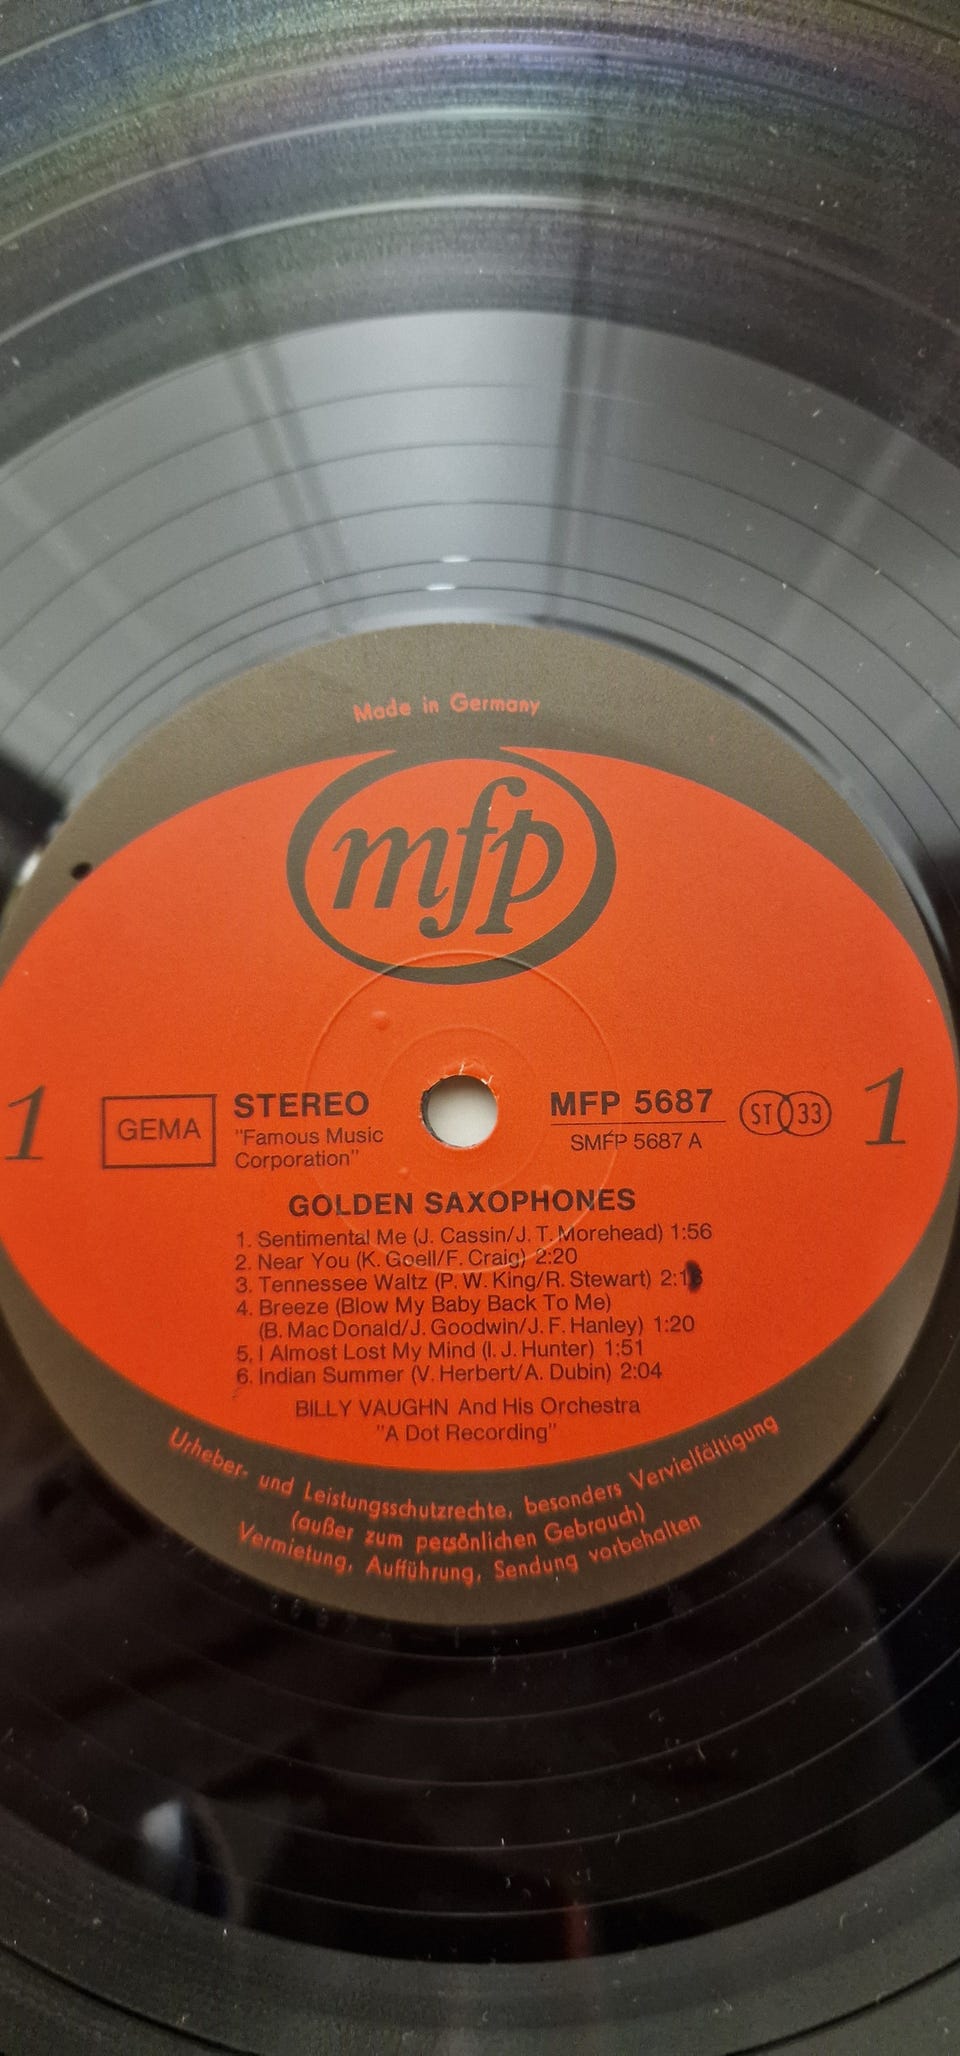 Made in Germany
mfp
1
GEMA
STEREO
"Famous Music
Corporation"
MFP 5687
SMFP 5687 A
ST 33
1
GOLDEN SAXOPHONES
1. Sentimental Me (J. Cassin/J. T. Morehead) 1:56
2. Near You (K. Goell/F. Craig) 2:20
3. Tennessee Waltz (P. W. King/R. Stewart)
4. Breeze (Blow My Baby Back To Me)
(B. Mac Donald/J. Goodwin/J. F. Hanley) 1:20
5. I Almost Lost My Mind (I. J. Hunter) 1:51
6. Indian Summer (V. Herbert/A. Dubin) 2:04
BILLY VAUGHN And His Orchestra
"A Dot Recording"
Urheber- und Leistungsschutzrechte, besonders Vervielfältigung
(außer zum persönlichen Gebrauch)
Vermietung, Aufführung, Sendung vorbehalten